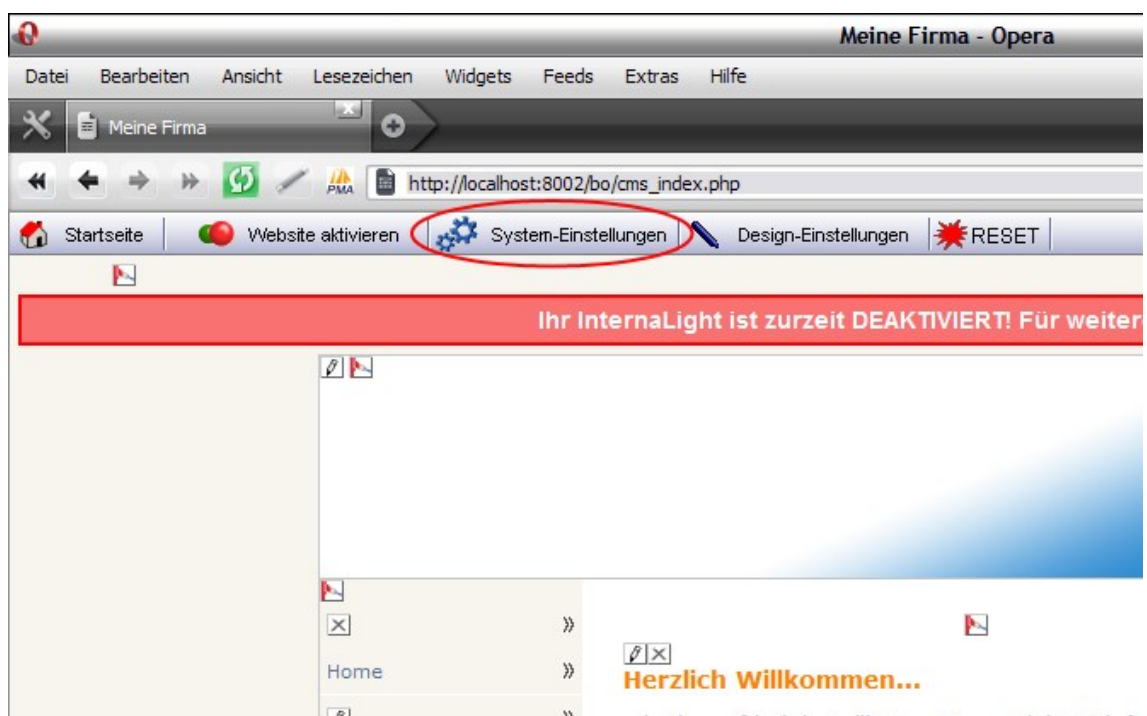 Meine Firma - Opera
Datei Bearbeiten Ansicht Lesezeichen Widgets Feeds Extras Hilfe
Meine Firma
PMA http://localhost:8002/bo/cms_index.php
Startseite Website aktivieren System-Einstellungen Design-Einstellungen RESET
Ihr InternaLight ist zurzeit DEAKTIVIERT! Für weiter
Home »
Herzlich Willkommen...